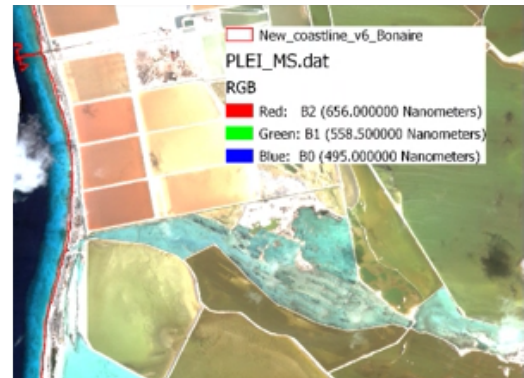 New_coastline_v6_Bonaire
PLEI_MS.dat
RGB
Red: B2 (656.000000 Nanometers)
Green: B1 (558.500000 Nanometers)
Blue: B0 (495.000000 Nanometers)